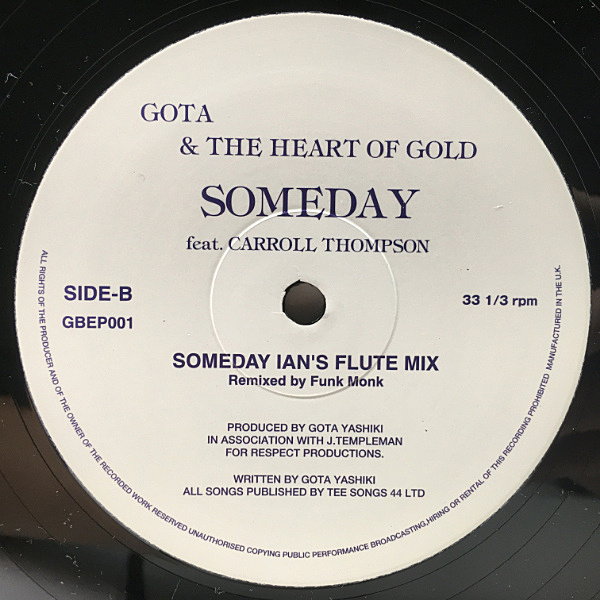 GOTA
& THE HEART OF GOLD
SOMEDAY
feat. CARROLL THOMPSON
SIDE-B
GBEP001
33 1/3 rpm
SOMEDAY IAN'S FLUTE MIX
Remixed by Funk Monk
PRODUCED BY GOTA YASHIKI
IN ASSOCIATION WITH J.TEMPLEMAN
FOR RESPECT PRODUCTIONS.
WRITTEN BY GOTA YASHIKI
ALL SONGS PUBLISHED BY TEE SONGS 44 LTD
ALL RIGHTS OF THE PRODUCER AND OF THE OWNER OF THE RECORDED WORK RESERVED UNAUTHORISED COPYING PUBLIC PERFORMANCE BROADCASTING,HIRING OR RENTAL OF THIS RECORDING PROHIBITED MANUFACTURED IN THE U.K.